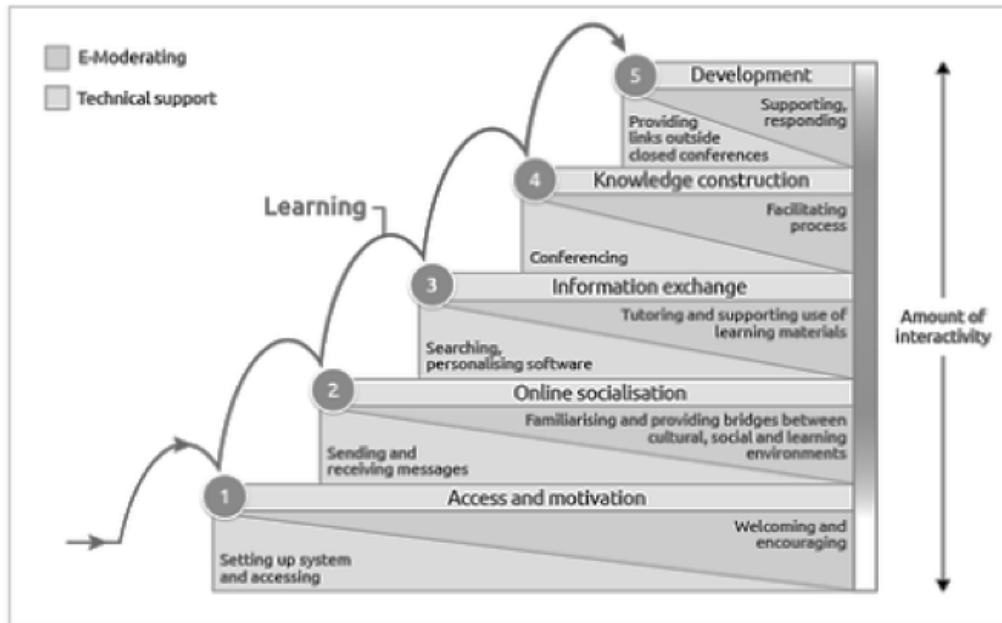 E-Moderating
Technical support
5
Development
Supporting,
responding
Providing
links outside
closed conferences
4
Knowledge construction
Facilitating
process
Conferencing
Learning
3
Information exchange
Tutoring and supporting use of
learning materials
Searching,
personalising software
Amount of
interactivity
2
Online socialisation
Familiarising and providing bridges between
cultural, social and learning
environments
Sending and
receiving messages
1
Access and motivation
Welcoming and
encouraging
Setting up system
and accessing